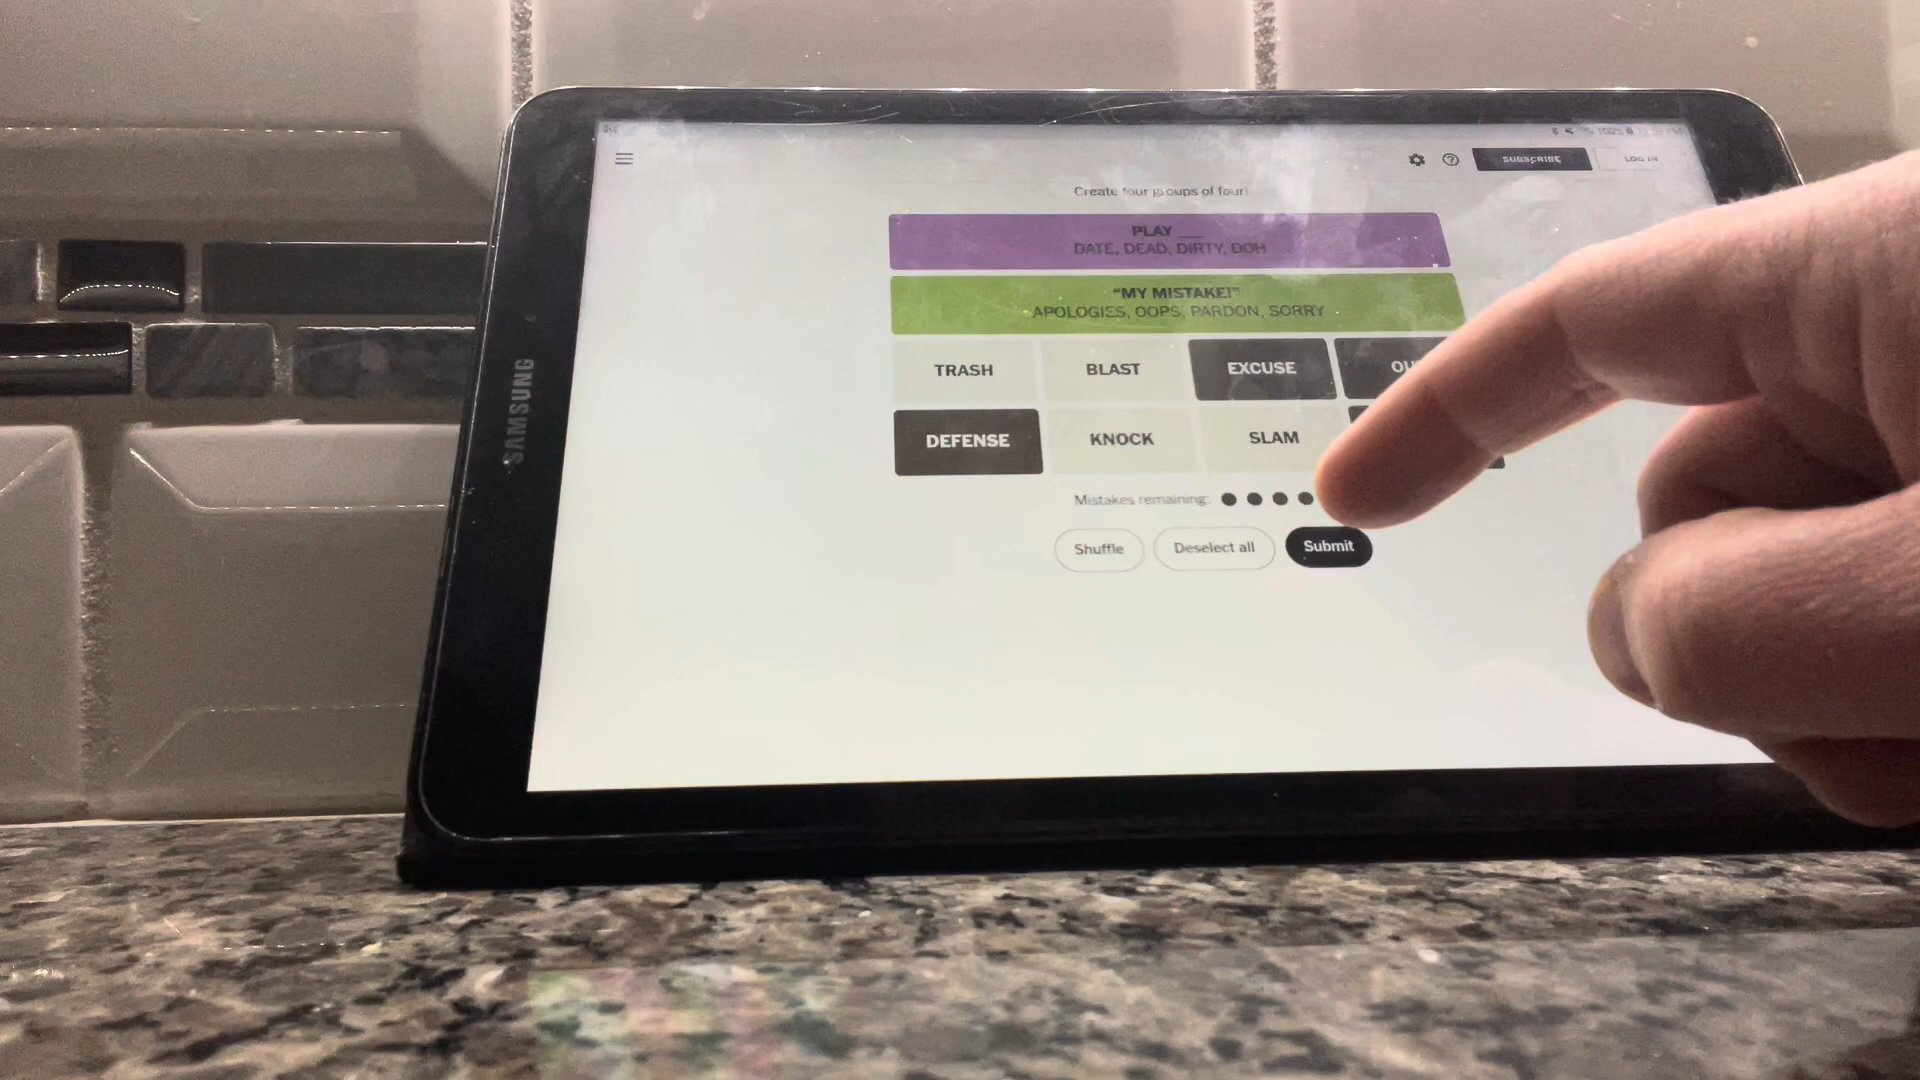 SUBSCRIBE
LOG IN
Create four groups of four!
PLAY ___
DATE, DEAD, DIRTY, DOH
"MY MISTAKE!"
APOLOGIES, OOPS, PARDON, SORRY
TRASH BLAST EXCUSE
DEFENSE KNOCK SLAM
Mistakes remaining:
Shuffle Deselect all Submit
SAMSUNG